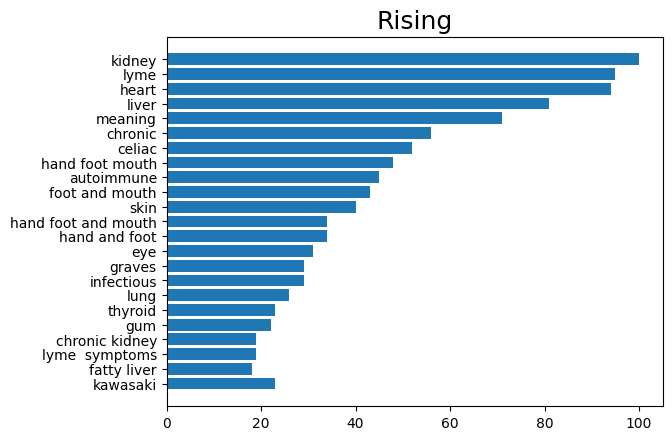 Rising
kidney
lyme
heart
liver
meaning
chronic
celiac
hand foot mouth
autoimmune
foot and mouth
skin
hand foot and mouth
hand and foot
eye
graves
infectious
lung
thyroid
gum
chronic kidney
lyme  symptoms
fatty liver
kawasaki
0 20 40 60 80 100